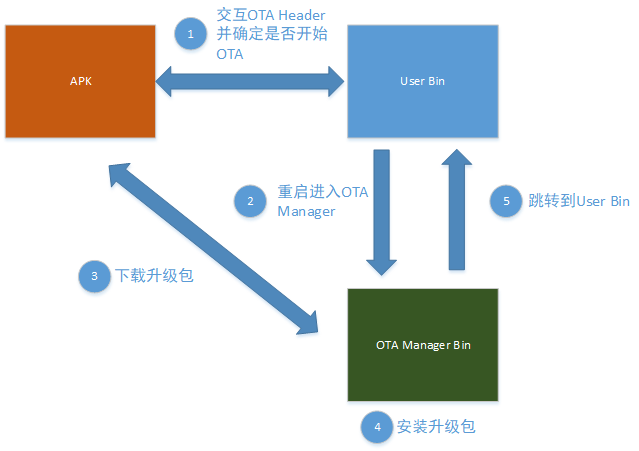 1
交互OTA Header
并确定是否开始
OTA
APK
User Bin
2
重启进入OTA
Manager
5
跳转到User Bin
3
下载升级包
OTA Manager Bin
4
安装升级包